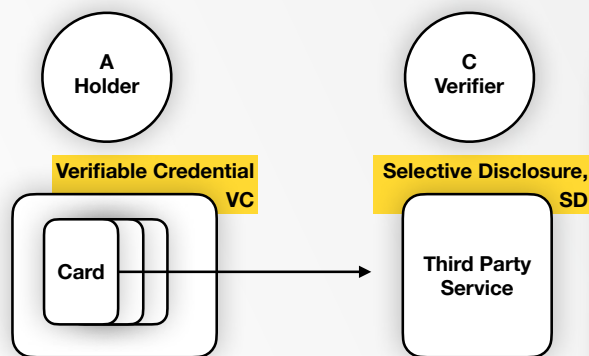 A
Holder
C
Verifier
Verifiable Credential
VC
Selective Disclosure,
SD
Card
Third Party
Service